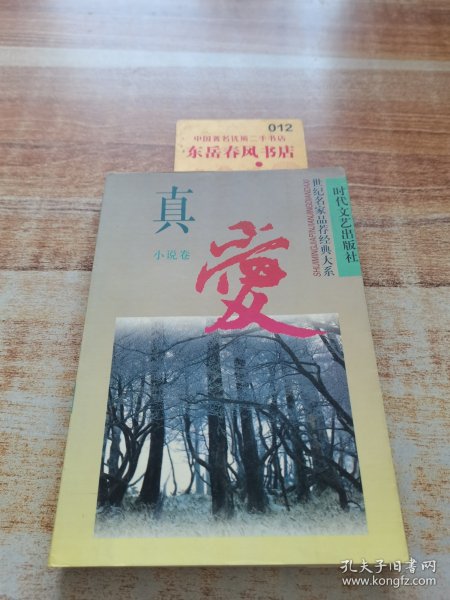 012
中国著名优质二手书店
东岳春风书店
真
愛
小说卷
世纪名家品荐经典大系
时代文艺出版社
孔夫子旧书网
www.kongfz.com